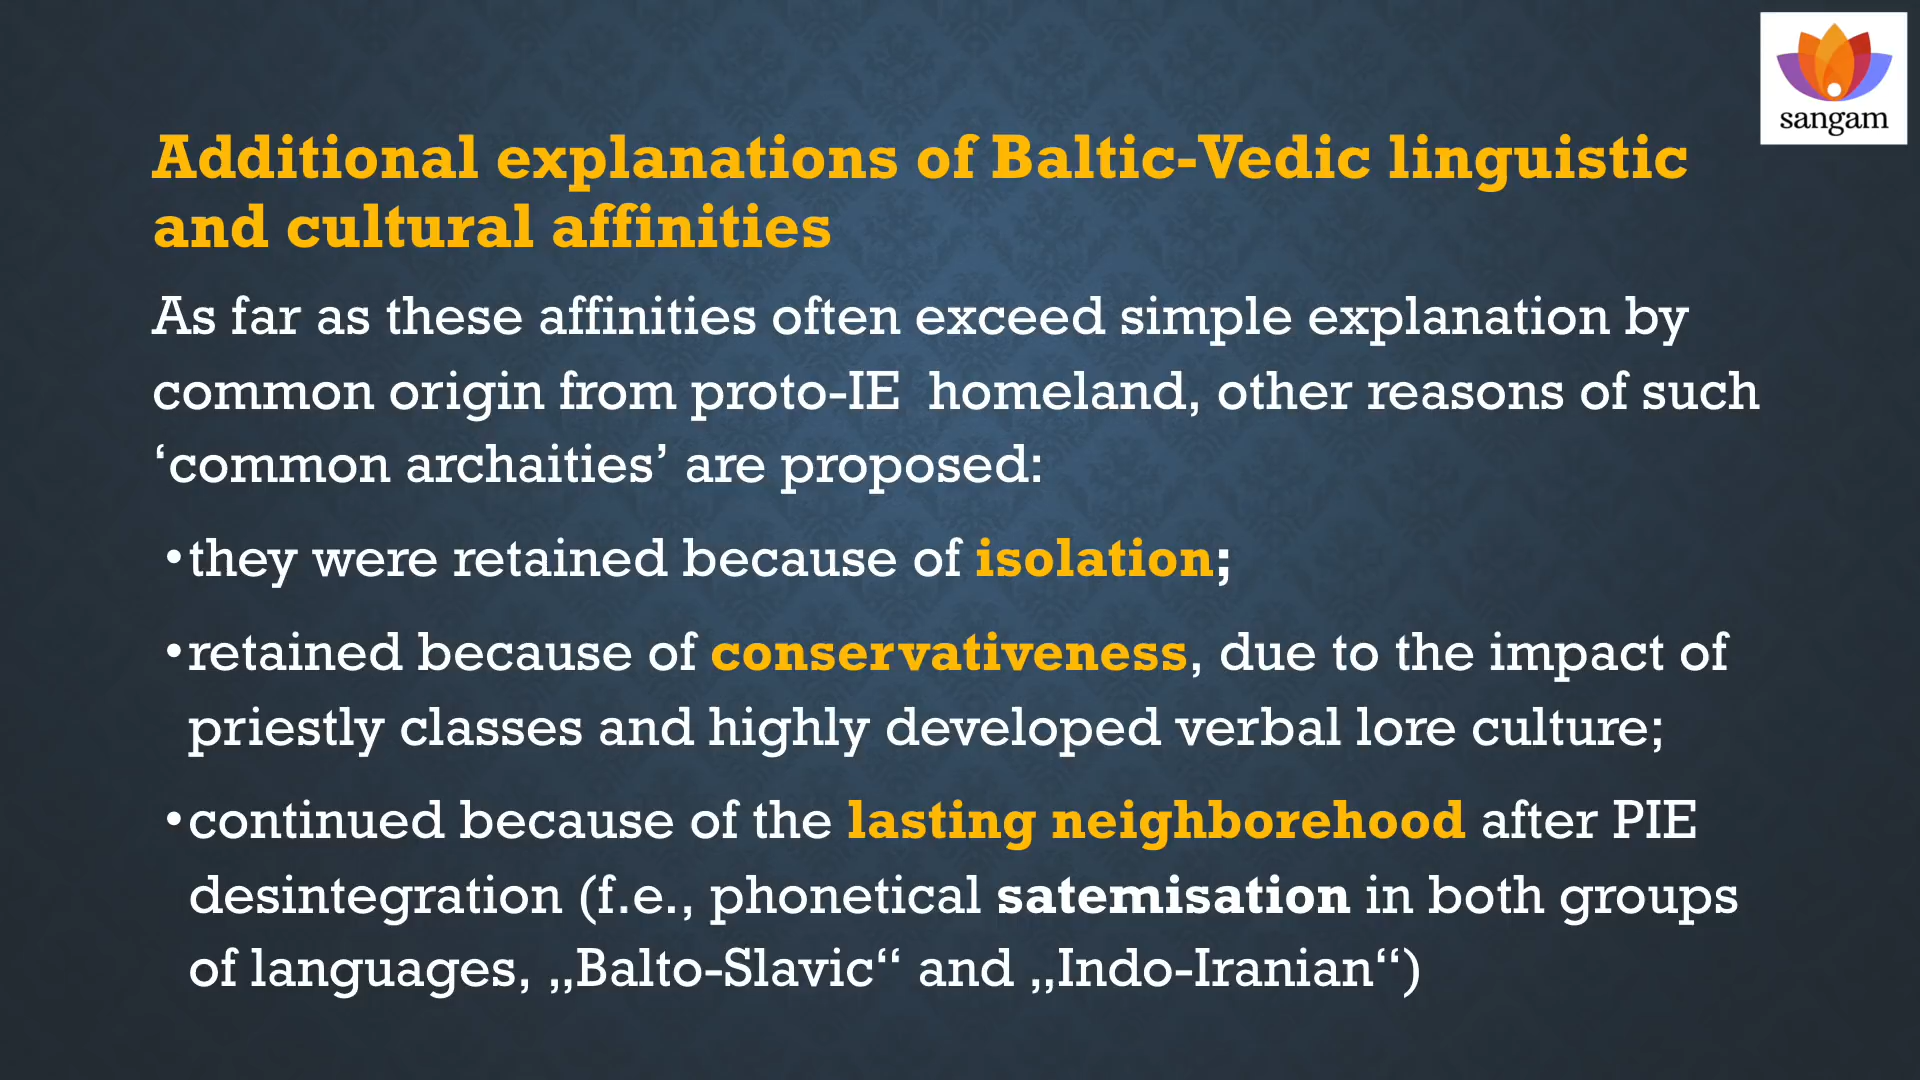 sangam
Additional explanations of Baltic-Vedic linguistic
and cultural affinities
As far as these affinities often exceed simple explanation by
common origin from proto-IE  homeland, other reasons of such
‘common archaities’ are proposed:
•they were retained because of isolation;
•retained because of conservativeness, due to the impact of
priestly classes and highly developed verbal lore culture;
•continued because of the lasting neighborehood after PIE
desintegration (f.e., phonetical satemisation in both groups
of languages, „Balto-Slavic“ and „Indo-Iranian“)